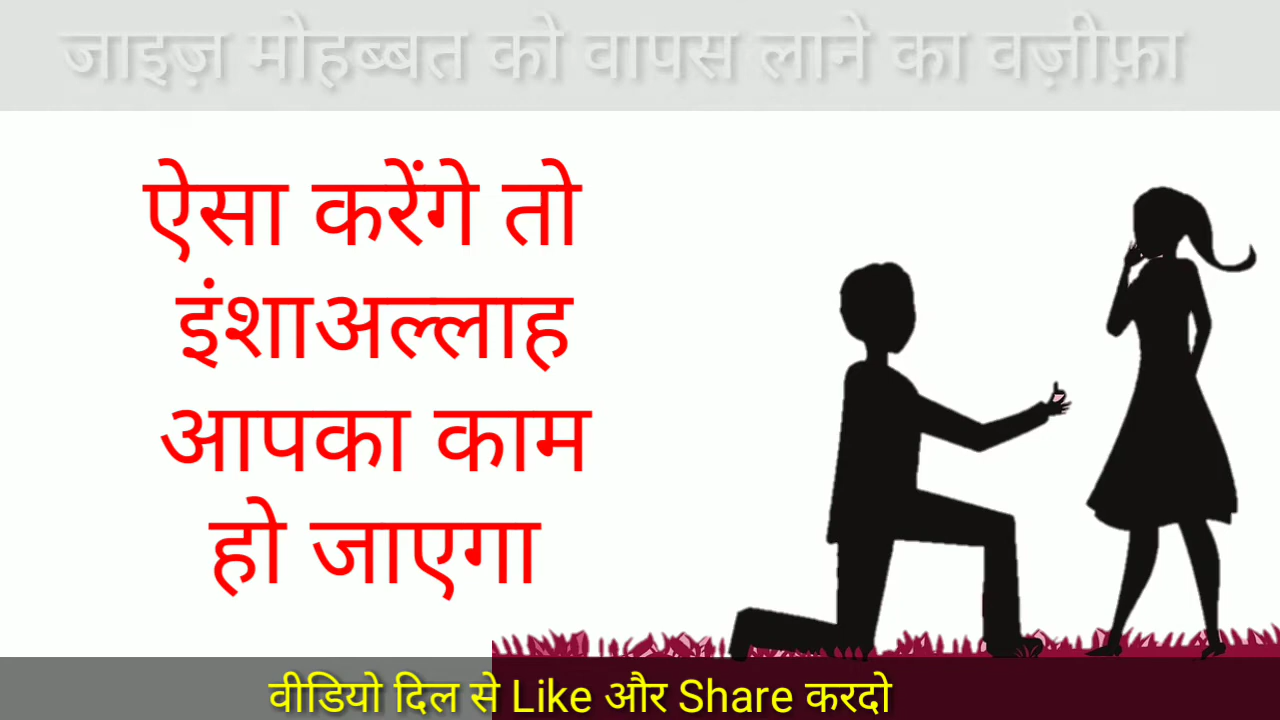 जाइज़ मोहब्बत को वापस लाने का वज़ीफ़ा
ऐसा करेंगे तो
इंशाअल्लाह
आपका काम
हो जाएगा
वीडियो दिल से Like और Share करदो